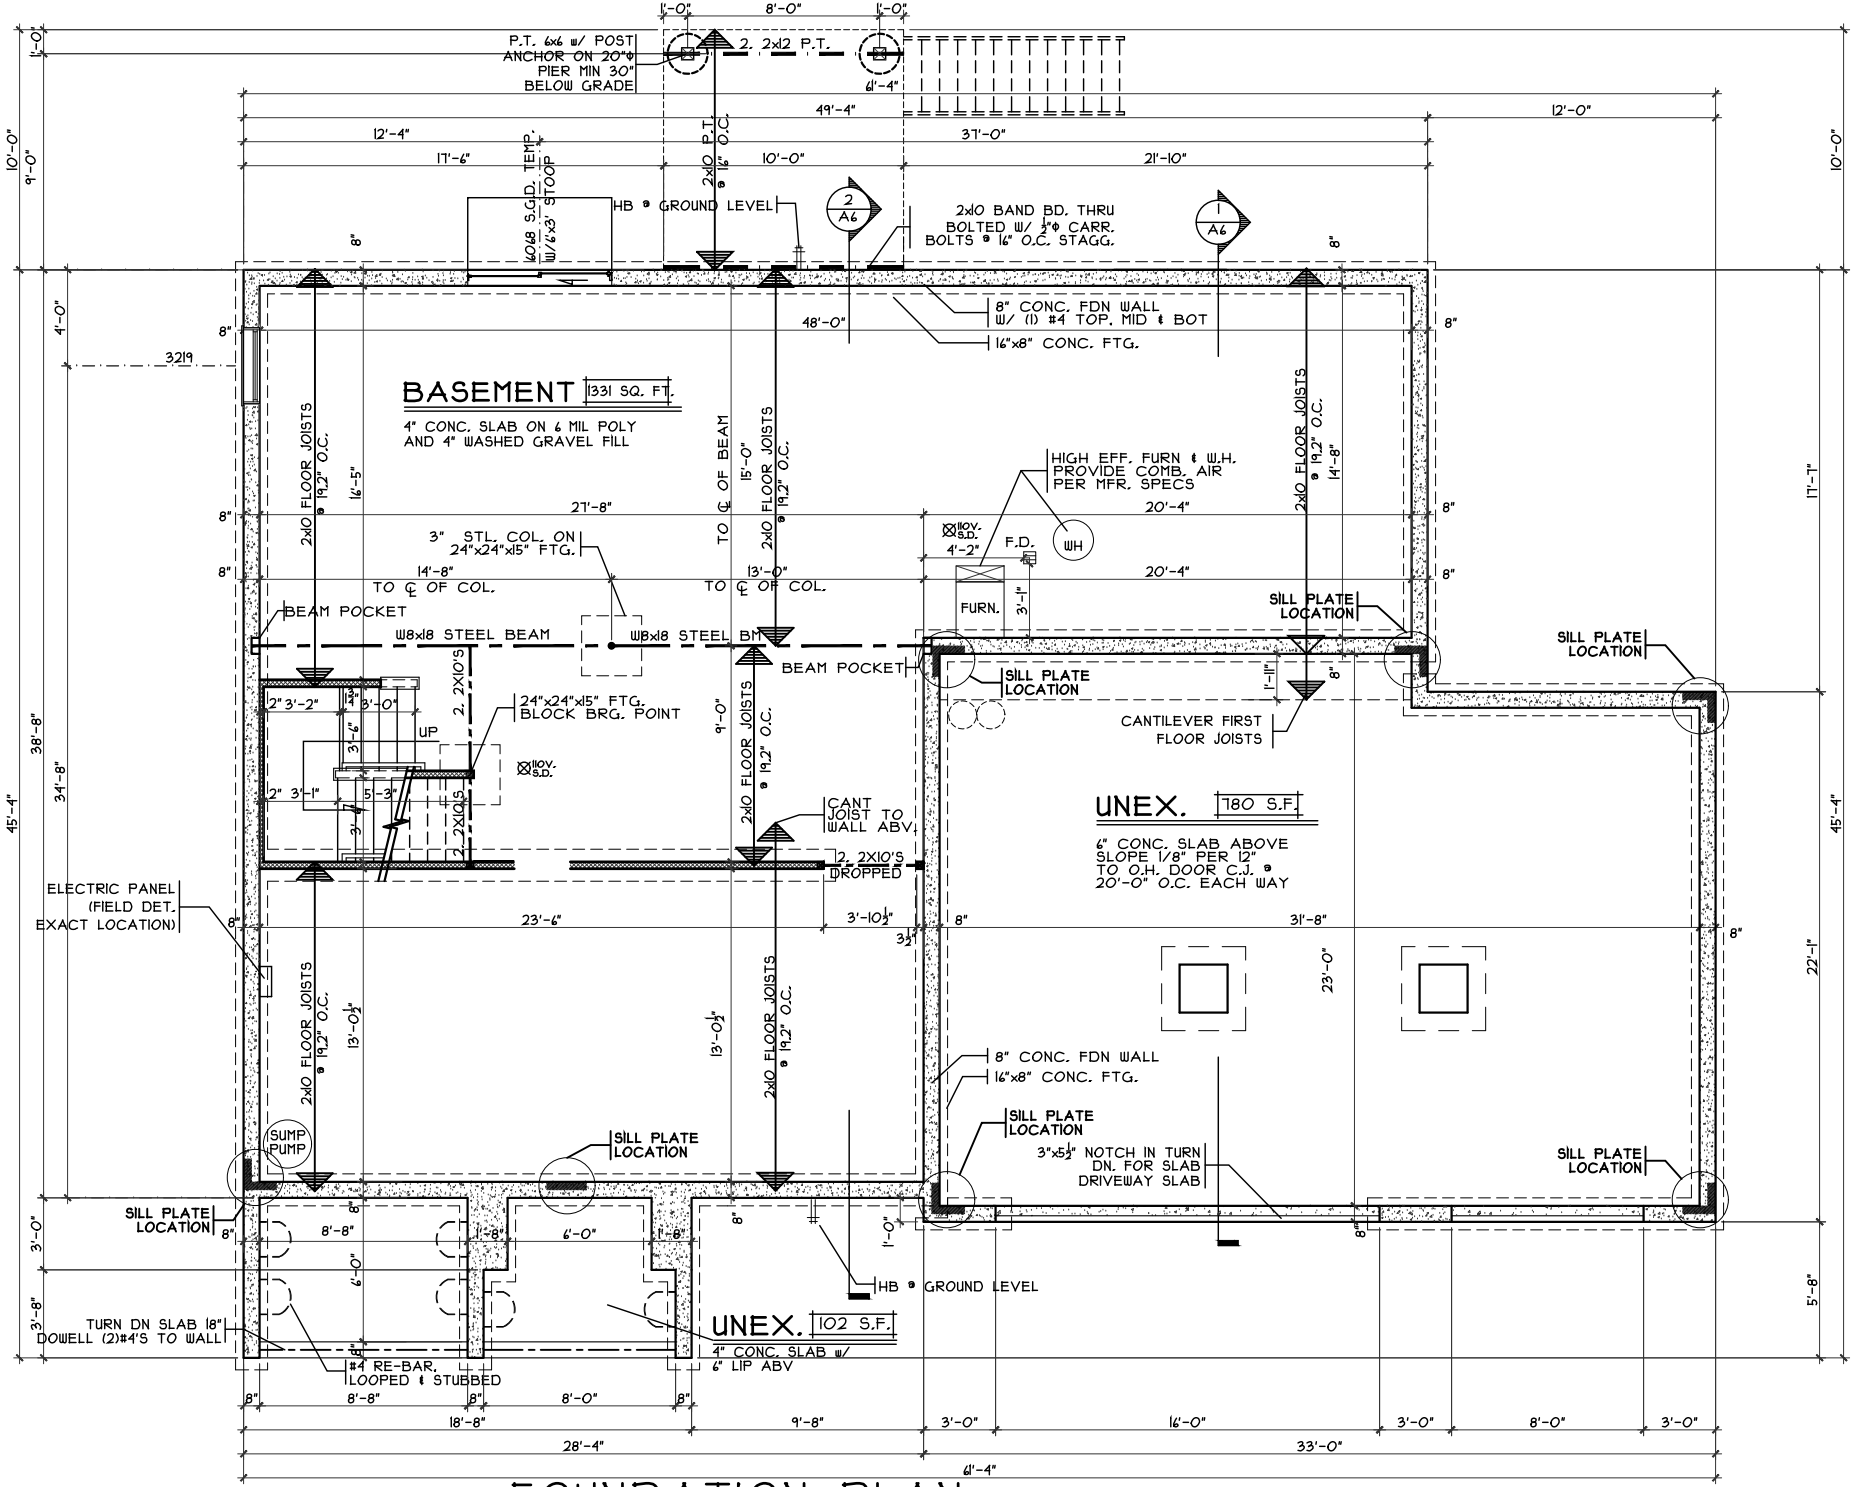 1'-0"
8'-0"
1'-0"
P.T. 6x6 w/ POST
ANCHOR ON 20"φ
PIER MIN 30"
BELOW GRADE
2. 2x12 P.T.
1'-0"
10'-0"
9'-0"
10'-0"
61'-4"
49'-4"
12'-0"
12'-4"
37'-0"
17'-6"
10'-0"
21'-10"
6068 S.G.D. TEMP.
W/6'x3' STOOP
2x10 P.T.
@ 16" O.C.
HB @ GROUND LEVEL
2
A6
2x10 BAND BD. THRU
BOLTED W/ ½"φ CARR.
BOLTS @ 16" O.C. STAGG.
1
A6
8"
8"
4'-0"
8"
48'-0"
8"
8" CONC. FDN WALL
W/ (1) #4 TOP, MID & BOT
16"x8" CONC. FTG.
3219
BASEMENT 1331 SQ. FT.
4" CONC. SLAB ON 6 MIL POLY
AND 4" WASHED GRAVEL FILL
2x10 FLOOR JOISTS
@ 19.2" O.C.
16'-5"
TO ℄ OF BEAM
15'-0"
2x10 FLOOR JOISTS
@ 19.2" O.C.
2x10 FLOOR JOISTS
@ 19.2" O.C.
14'-8"
17'-7"
HIGH EFF. FURN & W.H.
PROVIDE COMB. AIR
PER MFR. SPECS
8"
27'-8"
20'-4"
8"
3" STL. COL. ON
24"x24"x15" FTG.
110V.
S.D.
4'-2"
F.D.
WH
8"
14'-8"
TO ℄ OF COL.
13'-0"
TO ℄ OF COL.
20'-4"
8"
FURN.
3'-1"
SILL PLATE
LOCATION
BEAM POCKET
W8x18 STEEL BEAM
W8x18 STEEL BM
BEAM POCKET
SILL PLATE
LOCATION
SILL PLATE
LOCATION
1'-11"
8"
2, 2X10'S
24"x24"x15" FTG.
BLOCK BRG. POINT
2"
3'-2"
3'-0"
3'-6"
UP
110V.
S.D.
9'-0"
2x10 FLOOR JOISTS
@ 19.2" O.C.
CANTILEVER FIRST
FLOOR JOISTS
38'-8"
34'-8"
45'-4"
45'-4"
2"
3'-1"
5'-3"
3'-6"
2, 2X10'S
CANT
JOIST TO
WALL ABV.
UNEX. 780 S.F.
6" CONC. SLAB ABOVE
SLOPE 1/8" PER 12"
TO O.H. DOOR C.J. @
20'-0" O.C. EACH WAY
2, 2X10'S
DROPPED
ELECTRIC PANEL
(FIELD DET.
EXACT LOCATION)
8"
23'-6"
3'-10½"
3½"
8"
31'-8"
8"
2x10 FLOOR JOISTS
@ 19.2" O.C.
13'-0½"
13'-0½"
2x10 FLOOR JOISTS
@ 19.2" O.C.
23'-0"
22'-1"
8" CONC. FDN WALL
16"x8" CONC. FTG.
SUMP
PUMP
SILL PLATE
LOCATION
SILL PLATE
LOCATION
3"x5½" NOTCH IN TURN
DN. FOR SLAB
DRIVEWAY SLAB
SILL PLATE
LOCATION
SILL PLATE
LOCATION
8"
8"
3'-0"
8"
8'-8"
1'-8"
6'-0"
1'-8"
1'-0"
8"
6'-0"
HB @ GROUND LEVEL
5'-8"
3'-8"
TURN DN SLAB 18"
DOWELL (2)#4'S TO WALL
8"
UNEX. 102 S.F.
4" CONC. SLAB w/
6" LIP ABV
#4 RE-BAR,
LOOPED & STUBBED
8"
8'-8"
8"
8'-0"
8"
18'-8"
9'-8"
3'-0"
16'-0"
3'-0"
8'-0"
3'-0"
28'-4"
33'-0"
61'-4"
FOUNDATION PLAN